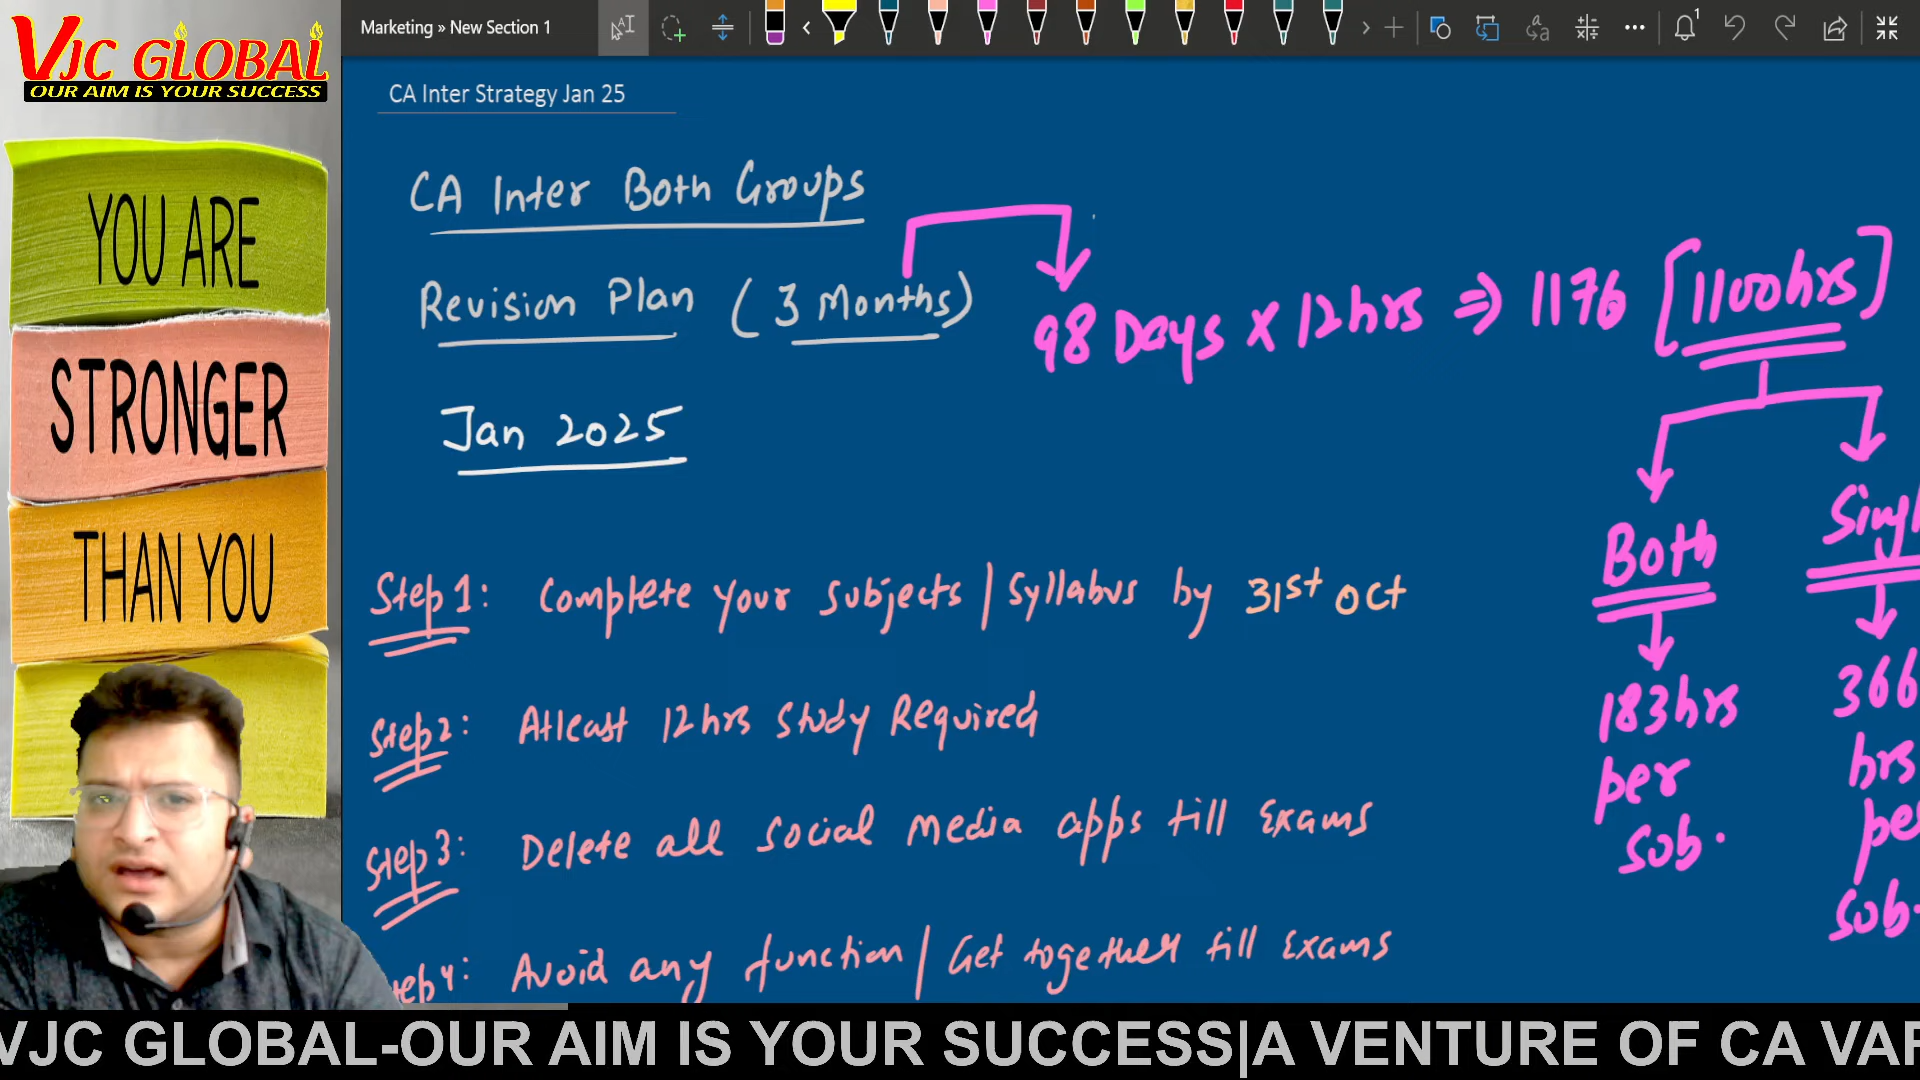 VJC GLOBAL
OUR AIM IS YOUR SUCCESS
YOU ARE
STRONGER
THAN YOU
Marketing » New Section 1
CA Inter Strategy Jan 25
CA Inter Both Groups
Revision Plan (3 Months)
98 Days x 12hrs ⇒ 1176 [1100hrs]
Jan 2025
Both
183hrs
per
sub.
Singl
366
hrs
pe
sub.
Step 1: Complete your subjects / syllabus by 31st Oct
Step 2: Atleast 12hrs Study Required
Step 3: Delete all social media apps till Exams
Step 4: Avoid any function / Get together till Exams
VJC GLOBAL-OUR AIM IS YOUR SUCCESS|A VENTURE OF CA VAR